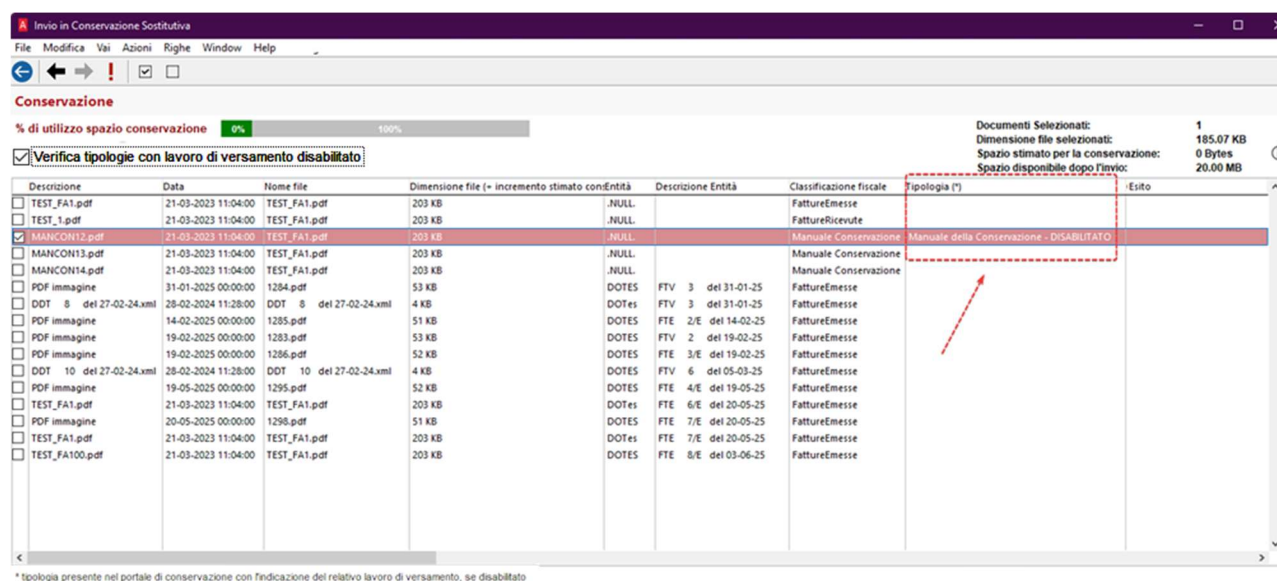 Invio in Conservazione Sostitutiva
File Modifica Vai Azioni Righe Window Help
Conservazione
% di utilizzo spazio conservazione 0% 100%
Documenti Selezionati: 1
Dimensione file selezionati: 185.07 KB
Verifica tipologie con lavoro di versamento disabilitato
Spazio stimato per la conservazione: 0 Bytes
Spazio disponibile dopo l'invio: 20.00 MB
Descrizione Data Nome file Dimensione file (+ incremento stimato cons Entità Descrizione Entità Classificazione fiscale Tipologia (*) Esito
TEST_FA1.pdf 21-03-2023 11:04:00 TEST_FA1.pdf 203 KB .NULL. FattureEmesse
TEST_1.pdf 21-03-2023 11:04:00 TEST_FA1.pdf 203 KB .NULL. FattureRicevute
MANCON12.pdf 21-03-2023 11:04:00 TEST_FA1.pdf 203 KB .NULL. Manuale Conservazione Manuale della Conservazione - DISABILITATO
MANCON13.pdf 21-03-2023 11:04:00 TEST_FA1.pdf 203 KB .NULL. Manuale Conservazione
MANCON14.pdf 21-03-2023 11:04:00 TEST_FA1.pdf 203 KB .NULL. Manuale Conservazione
PDF immagine 31-01-2025 00:00:00 1284.pdf 53 KB DOTES FTV 3 del 31-01-25 FattureEmesse
DDT 8 del 27-02-24.xml 28-02-2024 11:28:00 DDT 8 del 27-02-24.xml 4 KB DOTes FTV 3 del 31-01-25 FattureEmesse
PDF immagine 14-02-2025 00:00:00 1285.pdf 51 KB DOTES FTE 2/E del 14-02-25 FattureEmesse
PDF immagine 19-02-2025 00:00:00 1283.pdf 53 KB DOTES FTV 2 del 19-02-25 FattureEmesse
PDF immagine 19-02-2025 00:00:00 1286.pdf 52 KB DOTES FTE 3/E del 19-02-25 FattureEmesse
DDT 10 del 27-02-24.xml 28-02-2024 11:28:00 DDT 10 del 27-02-24.xml 4 KB DOTES FTV 6 del 05-03-25 FattureEmesse
PDF immagine 19-05-2025 00:00:00 1295.pdf 52 KB DOTES FTE 4/E del 19-05-25 FattureEmesse
TEST_FA1.pdf 21-03-2023 11:04:00 TEST_FA1.pdf 203 KB DOTes FTE 6/E del 20-05-25 FattureEmesse
PDF immagine 20-05-2025 00:00:00 1298.pdf 51 KB DOTES FTE 7/E del 20-05-25 FattureEmesse
TEST_FA1.pdf 21-03-2023 11:04:00 TEST_FA1.pdf 203 KB DOTes FTE 7/E del 20-05-25 FattureEmesse
TEST_FA100.pdf 21-03-2023 11:04:00 TEST_FA1.pdf 203 KB DOTES FTE 8/E del 03-06-25 FattureEmesse
* tipologia presente nel portale di conservazione con l'indicazione del relativo lavoro di versamento, se disabilitato